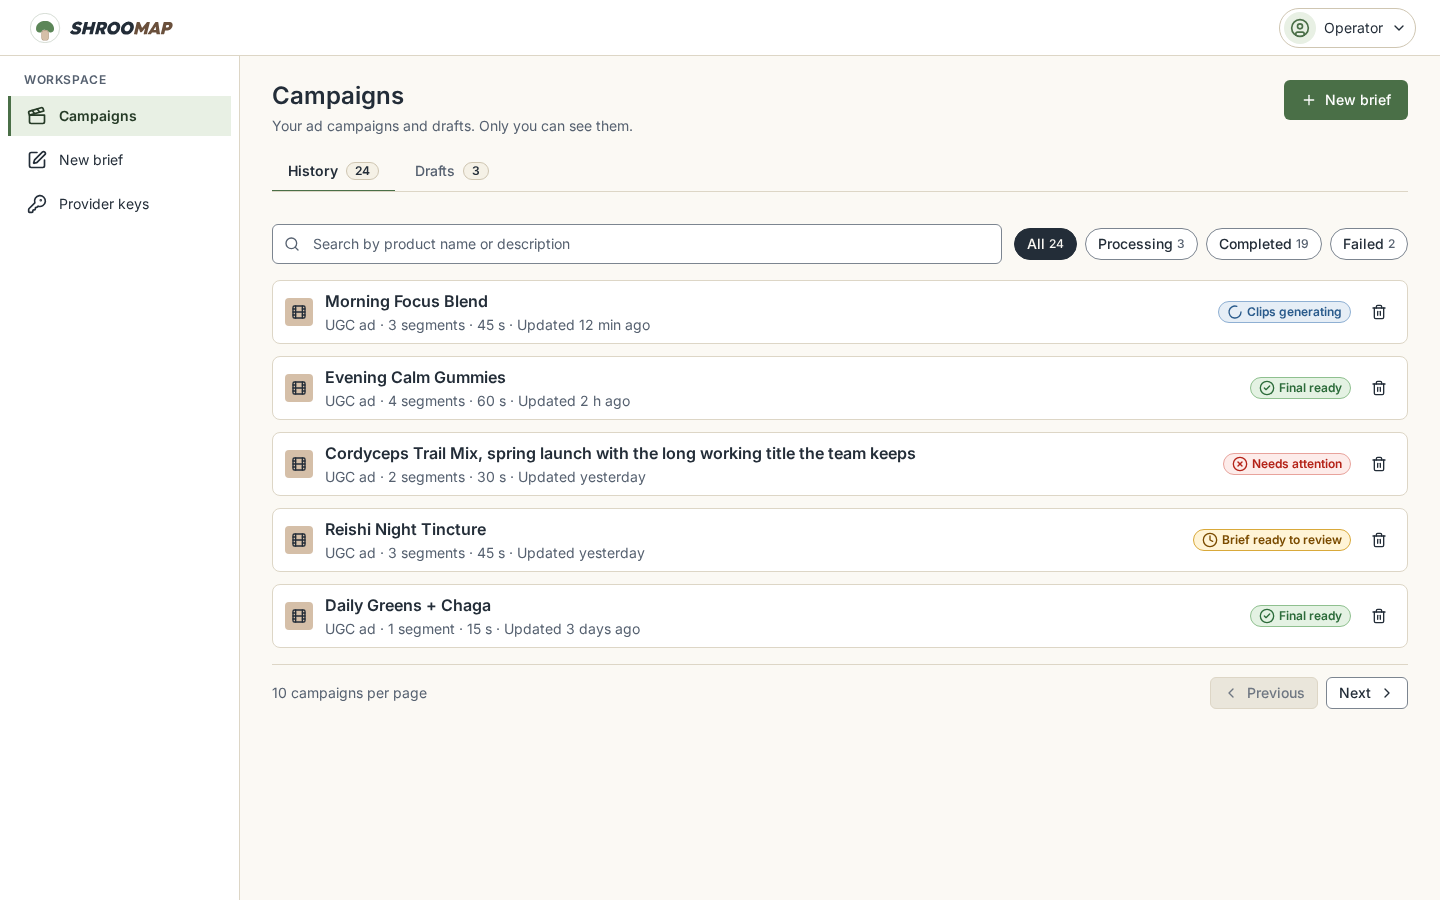 SHROOMAP
Operator
WORKSPACE
Campaigns
New brief
Provider keys
Campaigns
Your ad campaigns and drafts. Only you can see them.
New brief
History 24
Drafts 3
Search by product name or description
All 24
Processing 3
Completed 19
Failed 2
Morning Focus Blend
UGC ad · 3 segments · 45 s · Updated 12 min ago
Clips generating
Evening Calm Gummies
UGC ad · 4 segments · 60 s · Updated 2 h ago
Final ready
Cordyceps Trail Mix, spring launch with the long working title the team keeps
UGC ad · 2 segments · 30 s · Updated yesterday
Needs attention
Reishi Night Tincture
UGC ad · 3 segments · 45 s · Updated yesterday
Brief ready to review
Daily Greens + Chaga
UGC ad · 1 segment · 15 s · Updated 3 days ago
Final ready
10 campaigns per page
Previous
Next